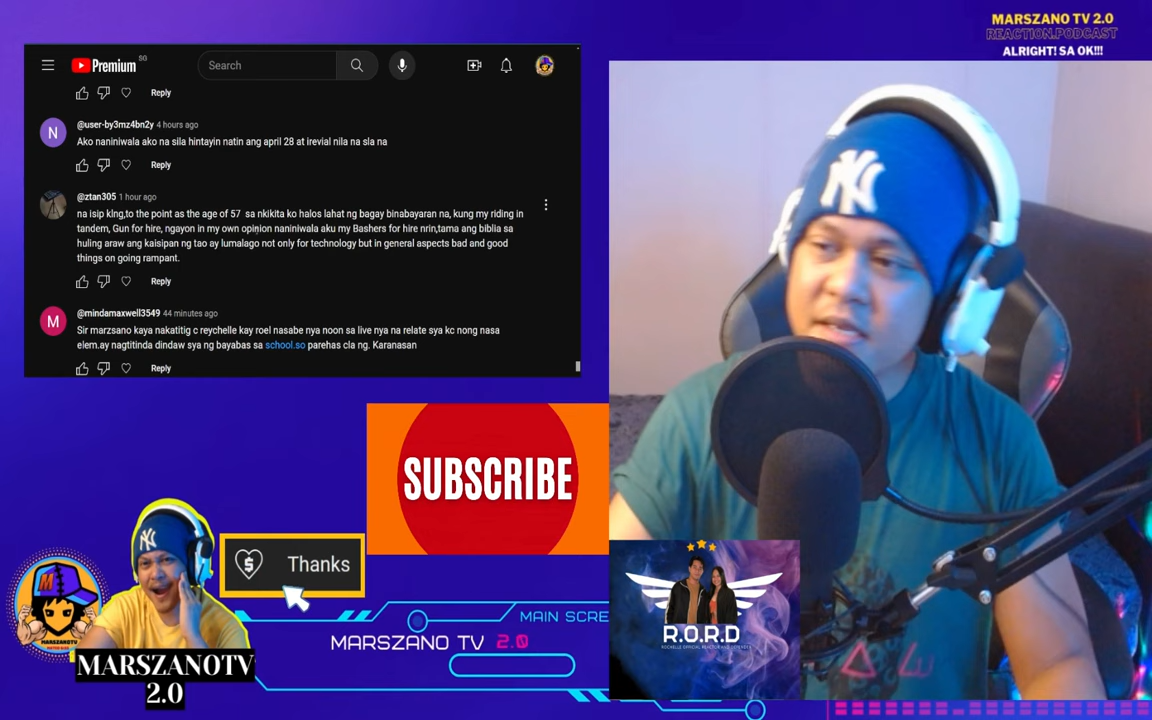 MARSZANO TV 2.0
REACTION.PODCAST
ALRIGHT! SA OK!!!
Premium SG
Search
Reply
N
@user-by3mz4bn2y 4 hours ago
Ako naniniwala ako na sila hintayin natin ang april 28 at irevial nila na sla na
Reply
@ztan305 1 hour ago
na isip klng,to the point as the age of 57 sa nkikita ko halos lahat ng bagay binabayaran na, kung my riding in
tandem, Gun for hire, ngayon in my own opinion naniniwala aku my Bashers for hire nrin,tama ang biblia sa
huling araw ang kaisipan ng tao ay lumalago not only for technology but in general aspects bad and good
things on going rampant.
Reply
M
@mindamaxwell3549 44 minutes ago
Sir marzsano kaya nakatitig c reychelle kay roel nasabe nya noon sa live nya na relate sya kc nong nasa
elem.ay nagtitinda dindaw sya ng bayabas sa school.so parehas cla ng. Karanasan
Reply
SUBSCRIBE
NY
NY
Thanks
M
MARSZANOTV
MARSZANOTV
2.0
MAIN SCRE
MARSZANO TV 2.0
R.O.R.D